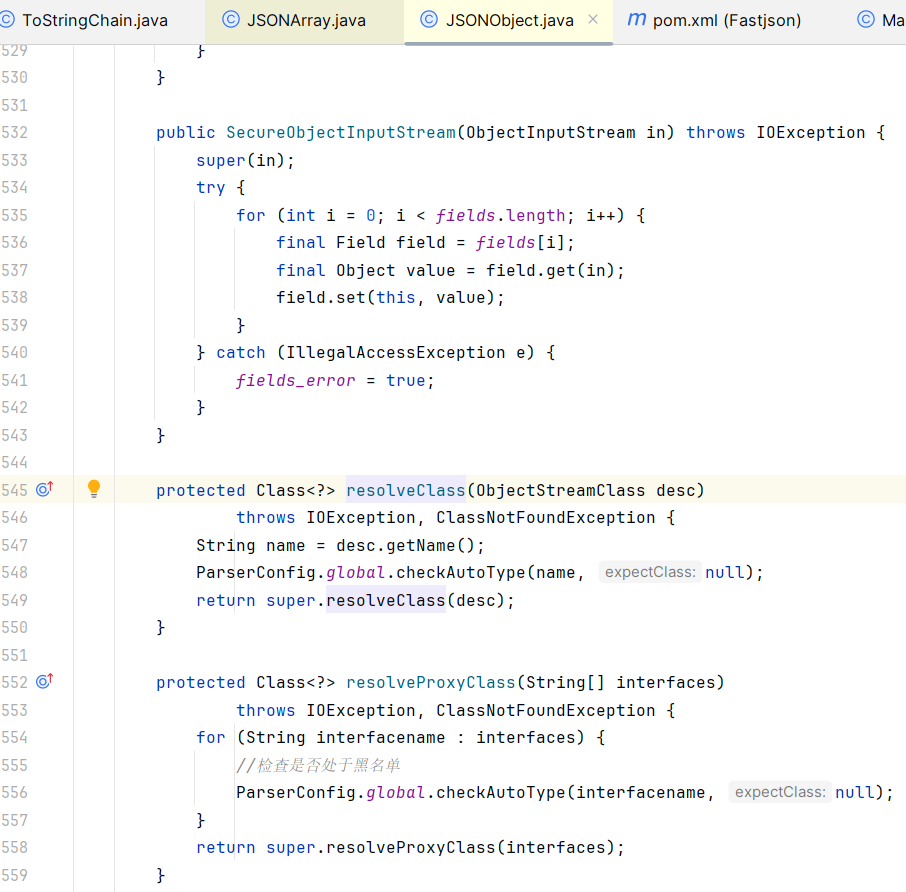 ToStringChain.java JSONArray.java JSONObject.java × m pom.xml (Fastjson) Ma
529 }
530 }
531
532 public SecureObjectInputStream(ObjectInputStream in) throws IOException {
533 super(in);
534 try {
535 for (int i = 0; i < fields.length; i++) {
536 final Field field = fields[i];
537 final Object value = field.get(in);
538 field.set(this, value);
539 }
540 } catch (IllegalAccessException e) {
541 fields_error = true;
542 }
543 }
544
545 protected Class<?> resolveClass(ObjectStreamClass desc)
546 throws IOException, ClassNotFoundException {
547 String name = desc.getName();
548 ParserConfig.global.checkAutoType(name, expectClass: null);
549 return super.resolveClass(desc);
550 }
551
552 protected Class<?> resolveProxyClass(String[] interfaces)
553 throws IOException, ClassNotFoundException {
554 for (String interfacename : interfaces) {
555 //检查是否处于黑名单
556 ParserConfig.global.checkAutoType(interfacename, expectClass: null);
557 }
558 return super.resolveProxyClass(interfaces);
559 }